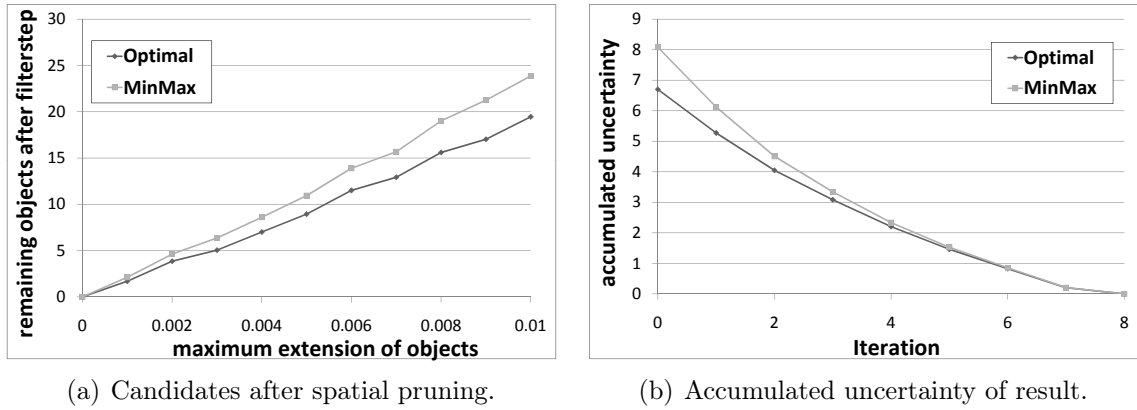 remaining objects after filterstep
30
25
20
15
10
5
0
Optimal
MinMax
0 0.002 0.004 0.006 0.008 0.01
maximum extension of objects
(a) Candidates after spatial pruning.
accumulated uncertainty
9
8
7
6
5
4
3
2
1
0
Optimal
MinMax
0 2 4 6 8
Iteration
(b) Accumulated uncertainty of result.